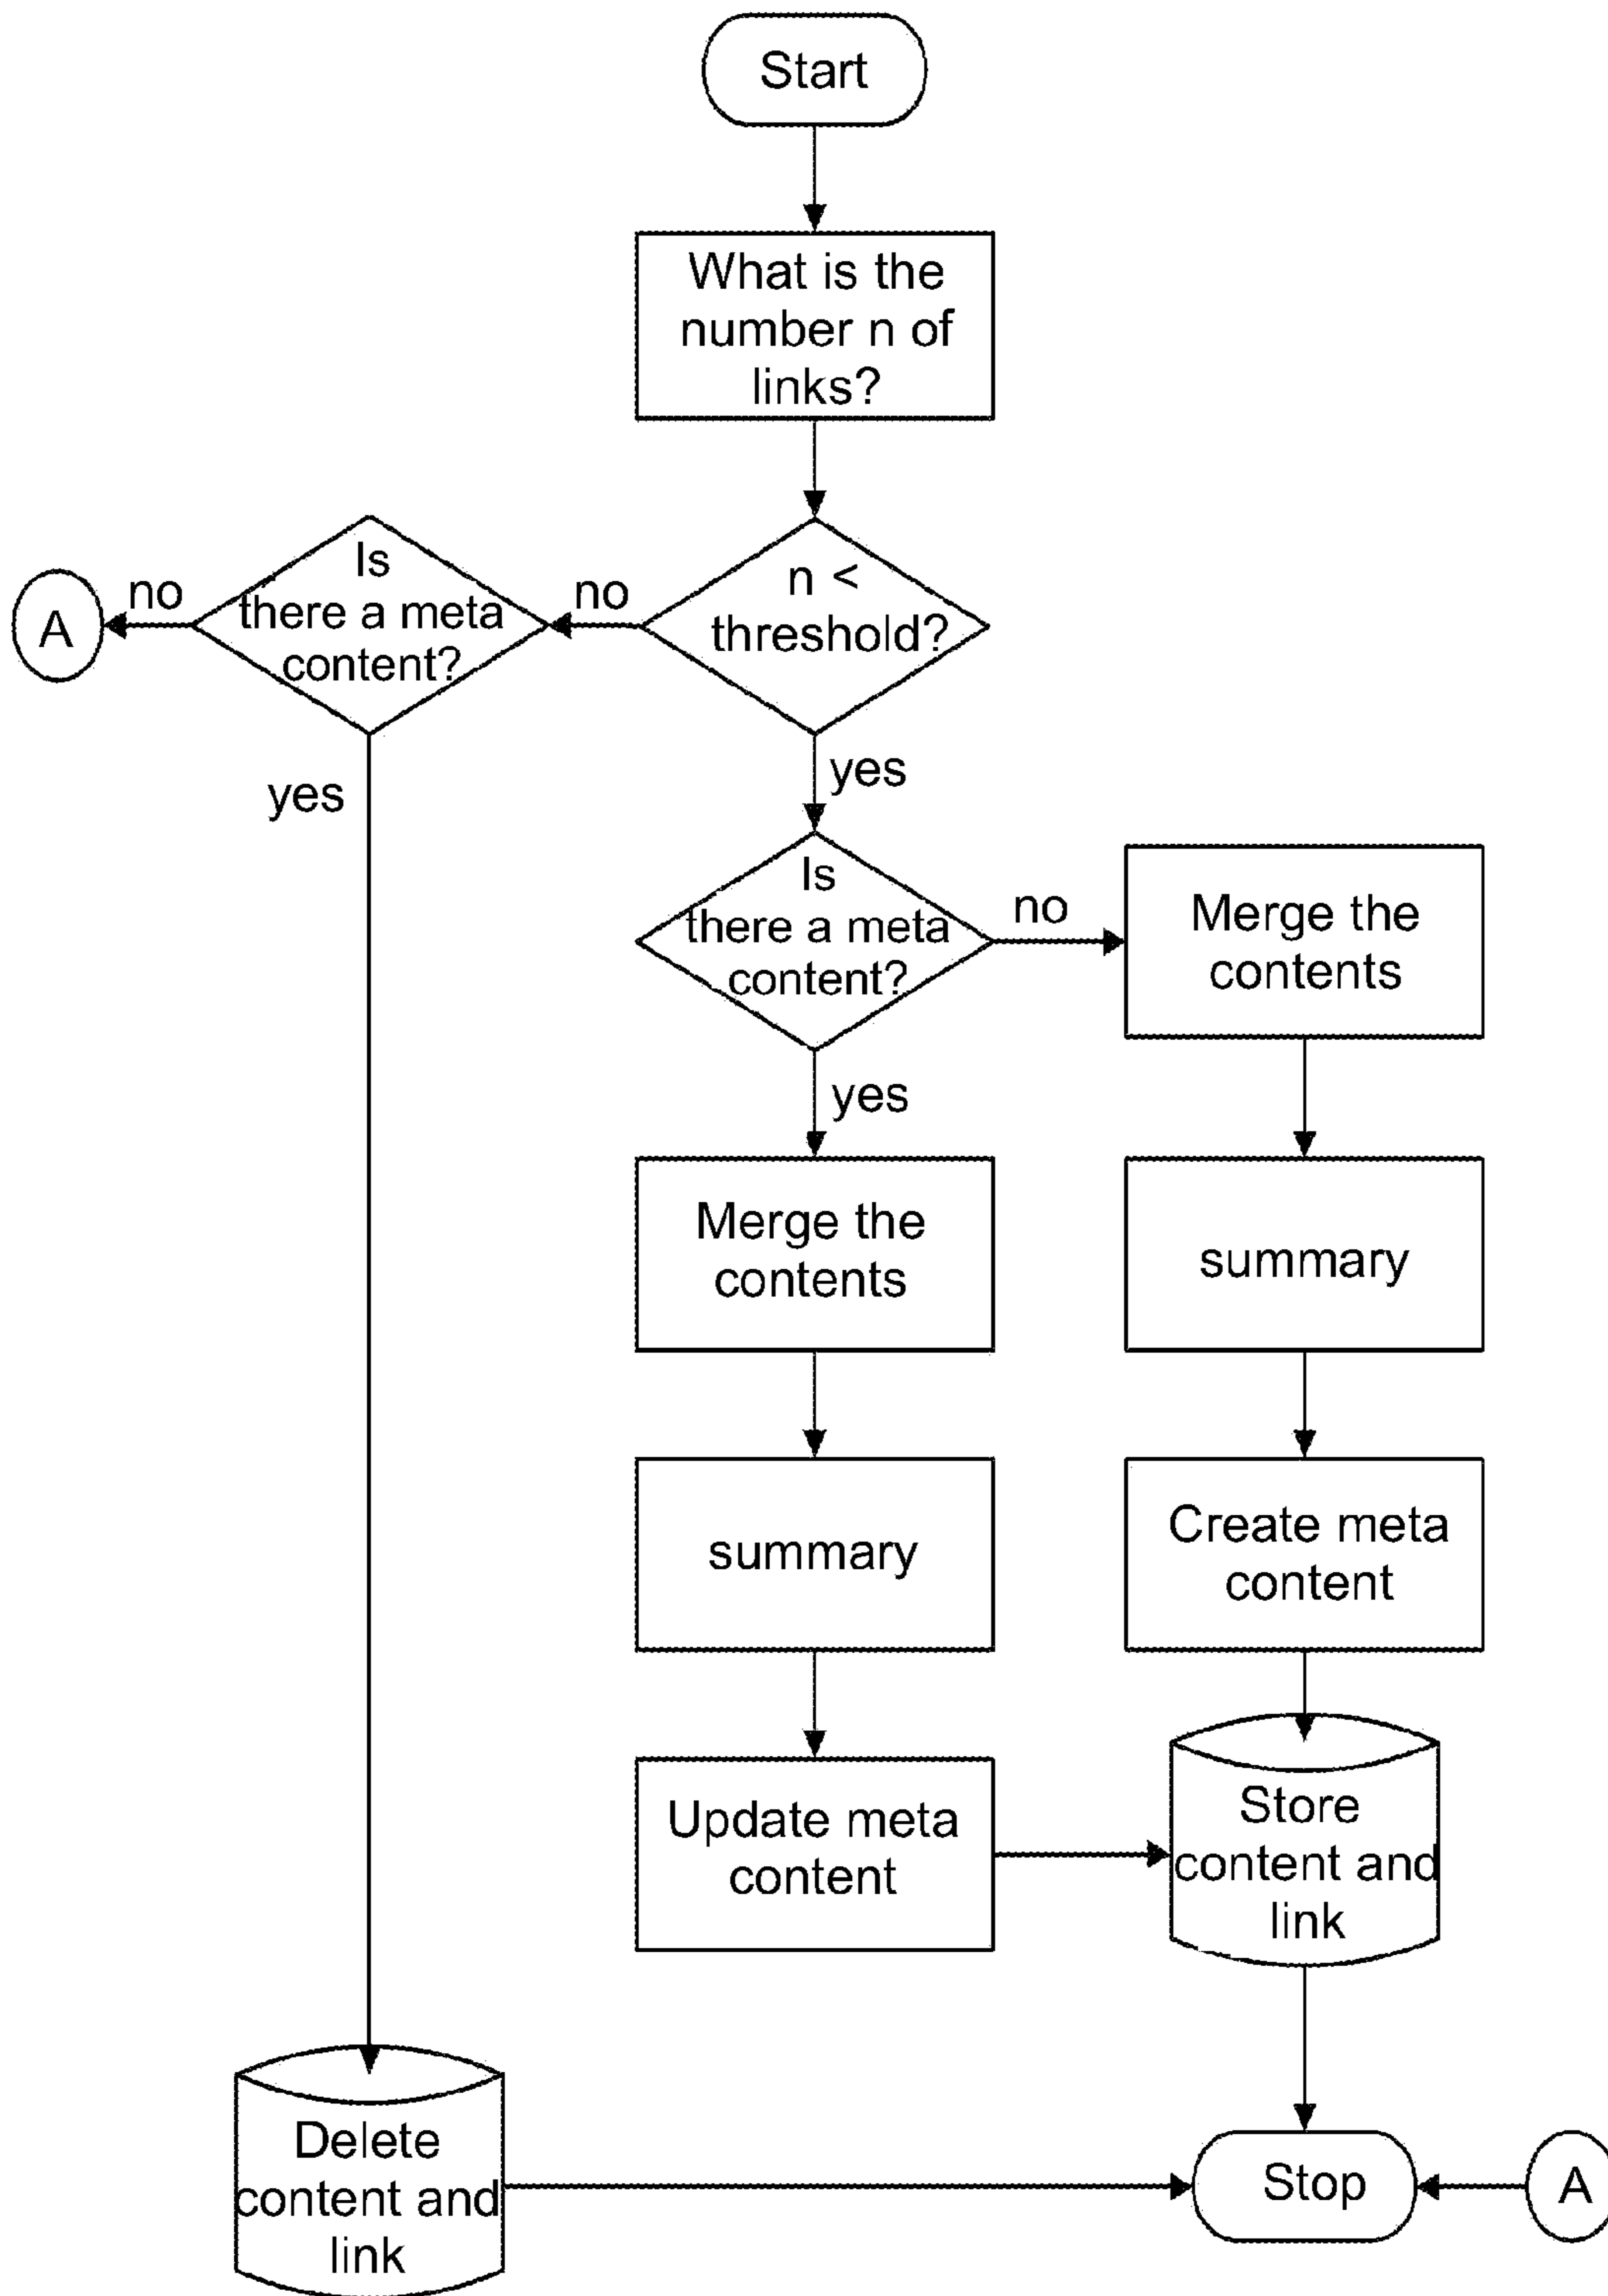 Start
What is the
number n of
links?
n <
threshold?
no
Is
there a meta
content?
no
A
yes
yes
Is
there a meta
content?
no
Merge the
contents
yes
Merge the
contents
summary
summary
Create meta
content
Update meta
content
Store
content and
link
Delete
content and
link
Stop
A